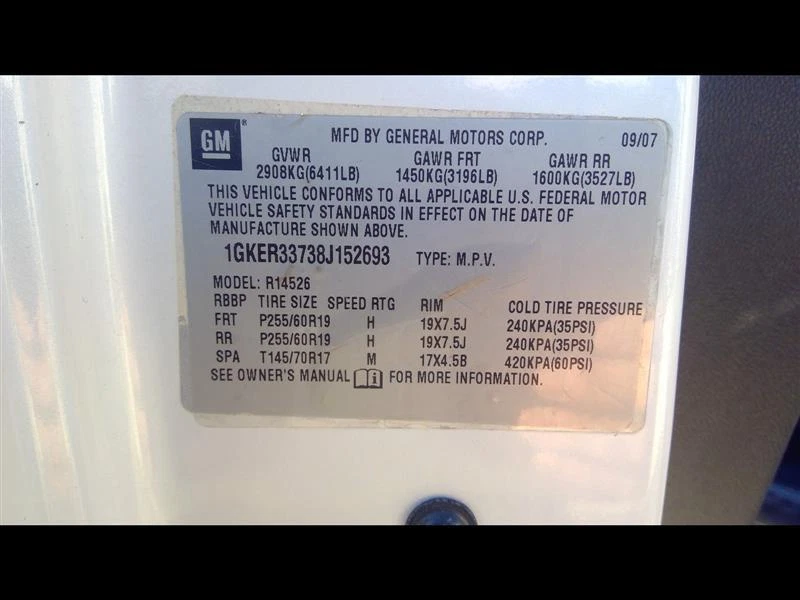 GM ® MFD BY GENERAL MOTORS CORP. 09/07
GVWR GAWR FRT GAWR RR
2908KG(6411LB) 1450KG(3196LB) 1600KG(3527LB)
THIS VEHICLE CONFORMS TO ALL APPLICABLE U.S. FEDERAL MOTOR
VEHICLE SAFETY STANDARDS IN EFFECT ON THE DATE OF
MANUFACTURE SHOWN ABOVE.
1GKER33738J152693 TYPE: M.P.V.
MODEL: R14526
RBBP TIRE SIZE SPEED RTG RIM COLD TIRE PRESSURE
FRT P255/60R19 H 19X7.5J 240KPA(35PSI)
RR P255/60R19 H 19X7.5J 240KPA(35PSI)
SPA T145/70R17 M 17X4.5B 420KPA(60PSI)
SEE OWNER'S MANUAL i FOR MORE INFORMATION.